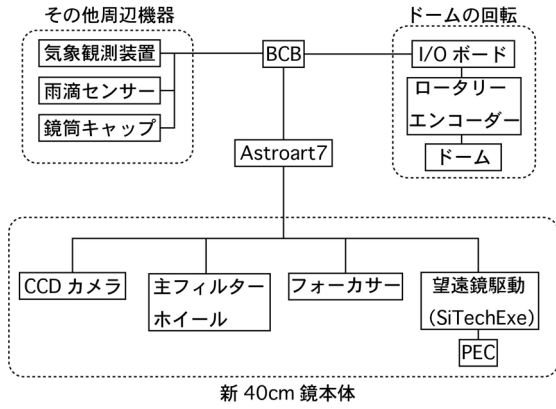 その他周辺機器
ドームの回転
気象観測装置
BCB
I/O ボード
雨滴センサー
ロータリー
エンコーダー
鏡筒キャップ
ドーム
Astroart7
CCD カメラ
主フィルター
ホイール
フォーカサー
望遠鏡駆動
(SiTechExe)
PEC
新 40cm 鏡本体